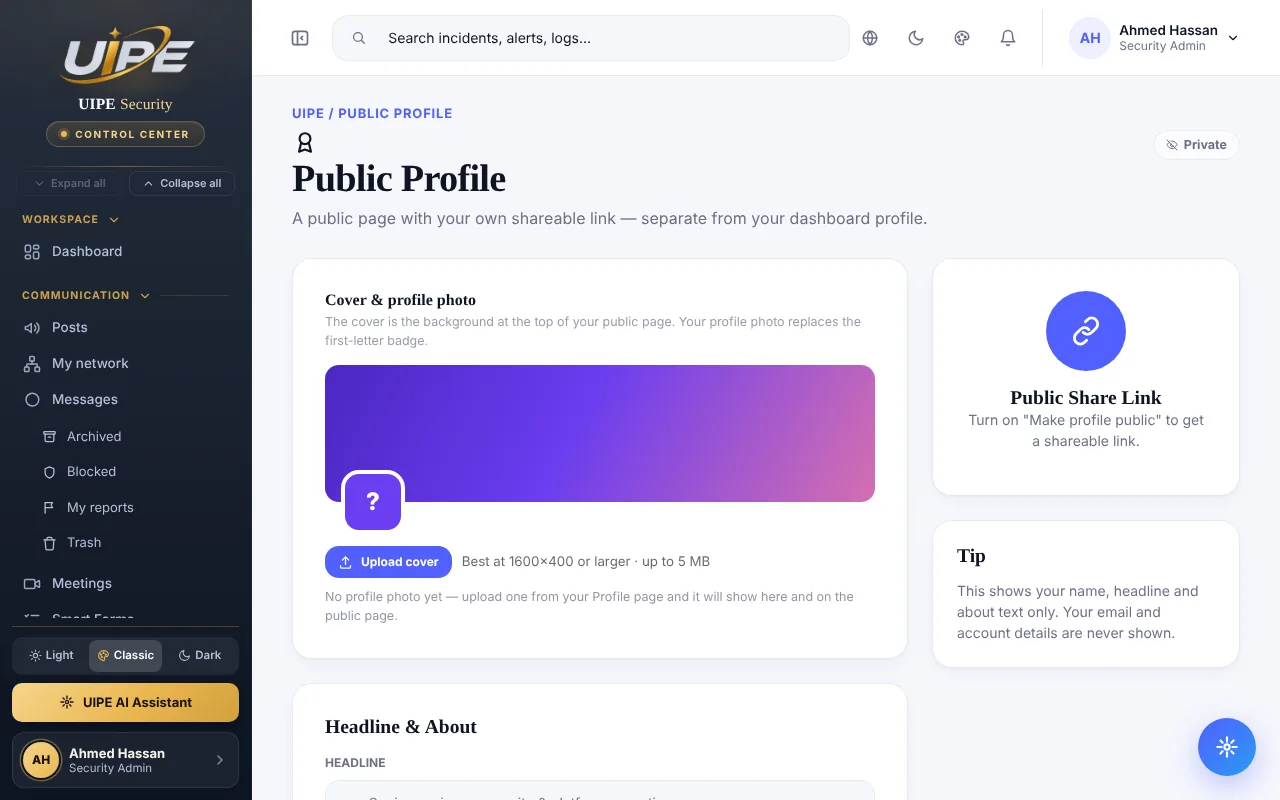 UIPE
UIPE Security
CONTROL CENTER
Expand all
Collapse all
WORKSPACE
Dashboard
COMMUNICATION
Posts
My network
Messages
Archived
Blocked
My reports
Trash
Meetings
Smart Forms
Light
Classic
Dark
UIPE AI Assistant
AH
Ahmed Hassan
Security Admin
Search incidents, alerts, logs...
AH
Ahmed Hassan
Security Admin
UIPE / PUBLIC PROFILE
Public Profile
A public page with your own shareable link — separate from your dashboard profile.
Private
Cover & profile photo
The cover is the background at the top of your public page. Your profile photo replaces the
first-letter badge.
?
Upload cover
Best at 1600×400 or larger · up to 5 MB
No profile photo yet — upload one from your Profile page and it will show here and on the
public page.
Headline & About
HEADLINE
Public Share Link
Turn on "Make profile public" to get
a shareable link.
Tip
This shows your name, headline and
about text only. Your email and
account details are never shown.